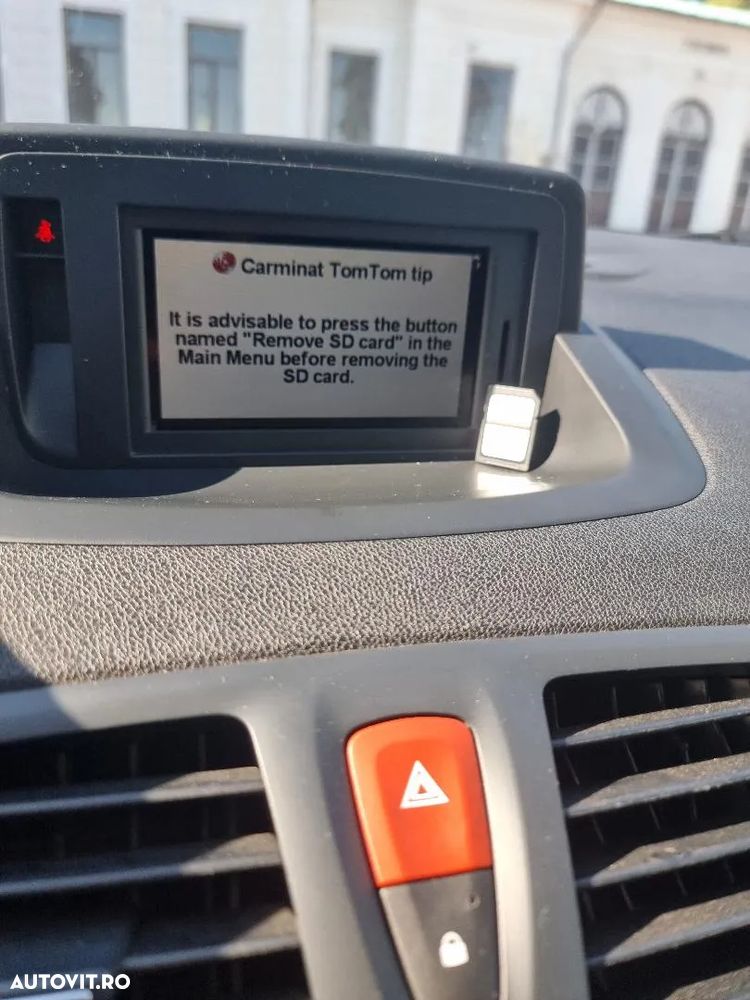 Carminat TomTom tip
It is advisable to press the button
named "Remove SD card" in the
Main Menu before removing the
SD card.
AUTOVIT.RO